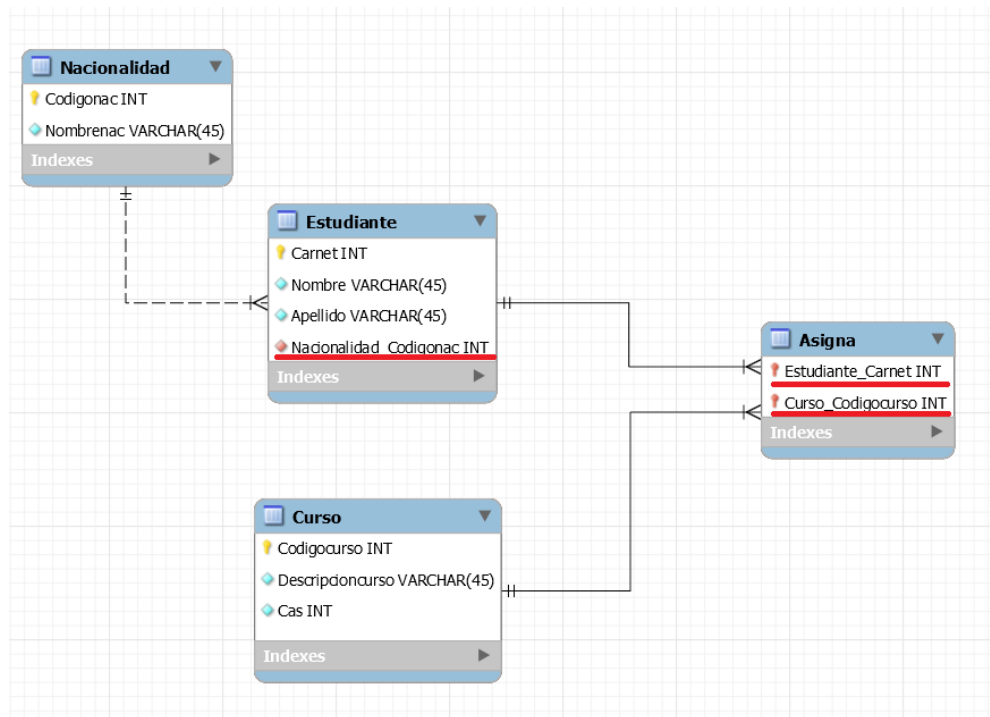 Nacionalidad
Codigonac INT
Nombrenac VARCHAR(45)
Indexes
Estudiante
Carnet INT
Nombre VARCHAR(45)
Apellido VARCHAR(45)
Nacionalidad_Codigonac INT
Indexes
Asigna
Estudiante_Carnet INT
Curso_Codigocurso INT
Indexes
Curso
Codigocurso INT
Descripcioncurso VARCHAR(45)
Cas INT
Indexes